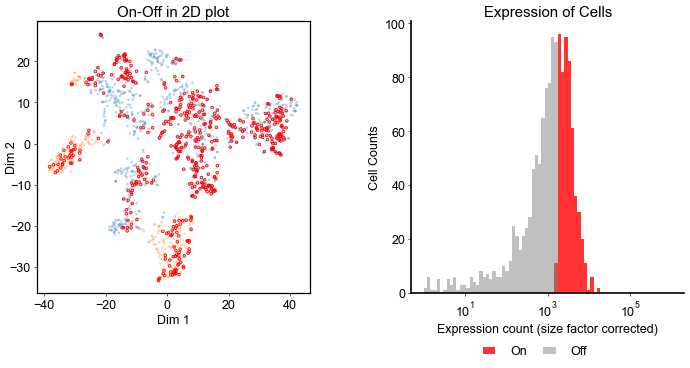 On-Off in 2D plot
20
10
0
−10
−20
−30
Dim 2
−40
−20
0
20
40
Dim 1
Expression of Cells
100
80
60
40
20
0
Cell Counts
10^1
10^3
10^5
Expression count (size factor corrected)
On
Off